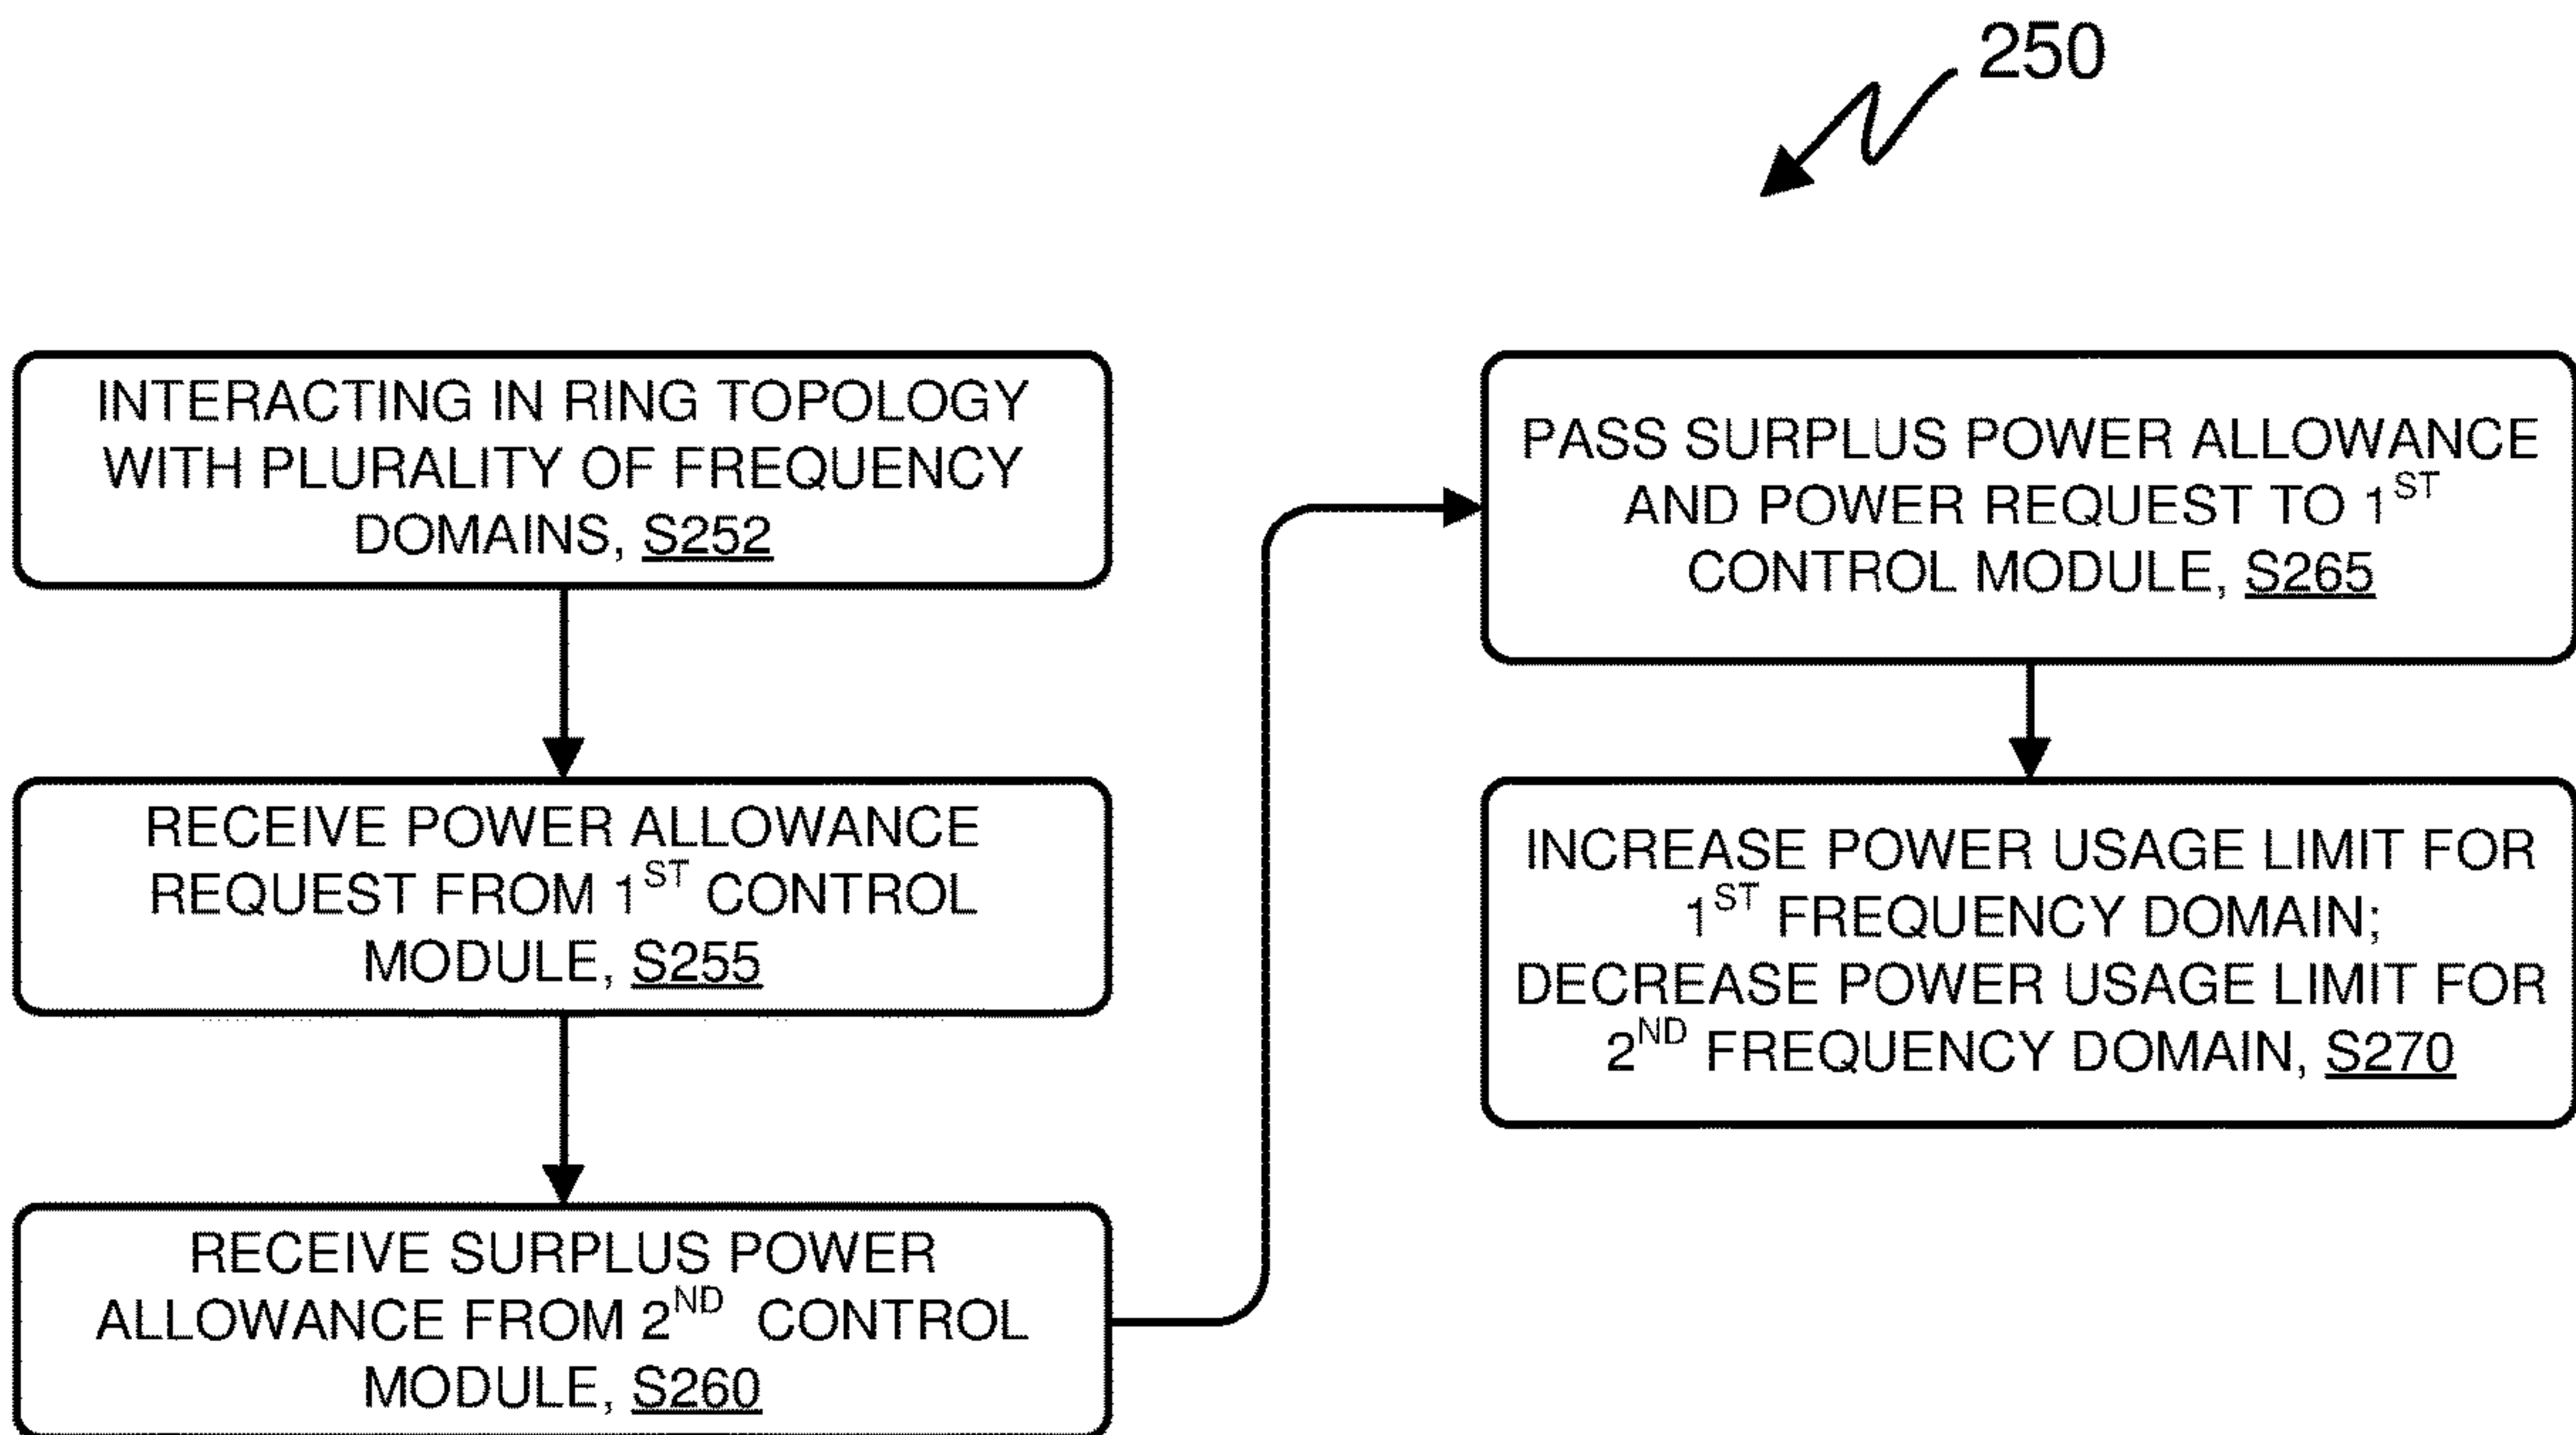 250
INTERACTING IN RING TOPOLOGY
WITH PLURALITY OF FREQUENCY
DOMAINS, S252
RECEIVE POWER ALLOWANCE
REQUEST FROM 1ST CONTROL
MODULE, S255
RECEIVE SURPLUS POWER
ALLOWANCE FROM 2ND CONTROL
MODULE, S260
PASS SURPLUS POWER ALLOWANCE
AND POWER REQUEST TO 1ST
CONTROL MODULE, S265
INCREASE POWER USAGE LIMIT FOR
1ST FREQUENCY DOMAIN;
DECREASE POWER USAGE LIMIT FOR
2ND FREQUENCY DOMAIN, S270